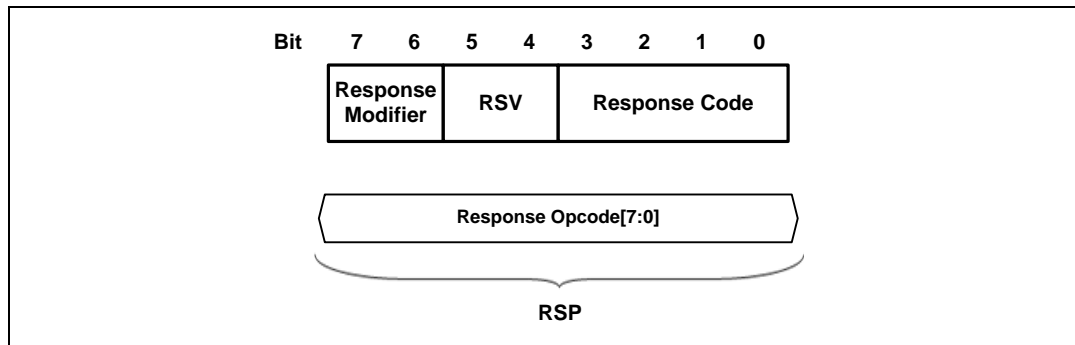 Bit 7 6 5 4 3 2 1 0
Response
Modifier
RSV
Response Code
Response Opcode[7:0]
RSP